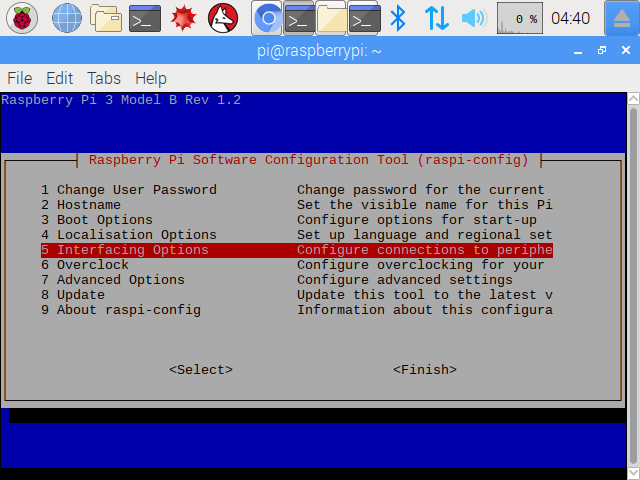 0 %
04:40
pi@raspberrypi: ~
File Edit Tabs Help
Raspberry Pi 3 Model B Rev 1.2
Raspberry Pi Software Configuration Tool (raspi-config)
1 Change User Password Change password for the current
2 Hostname Set the visible name for this Pi
3 Boot Options Configure options for start-up
4 Localisation Options Set up language and regional set
5 Interfacing Options Configure connections to periphe
6 Overclock Configure overclocking for your
7 Advanced Options Configure advanced settings
8 Update Update this tool to the latest v
9 About raspi-config Information about this configura
<Select> <Finish>